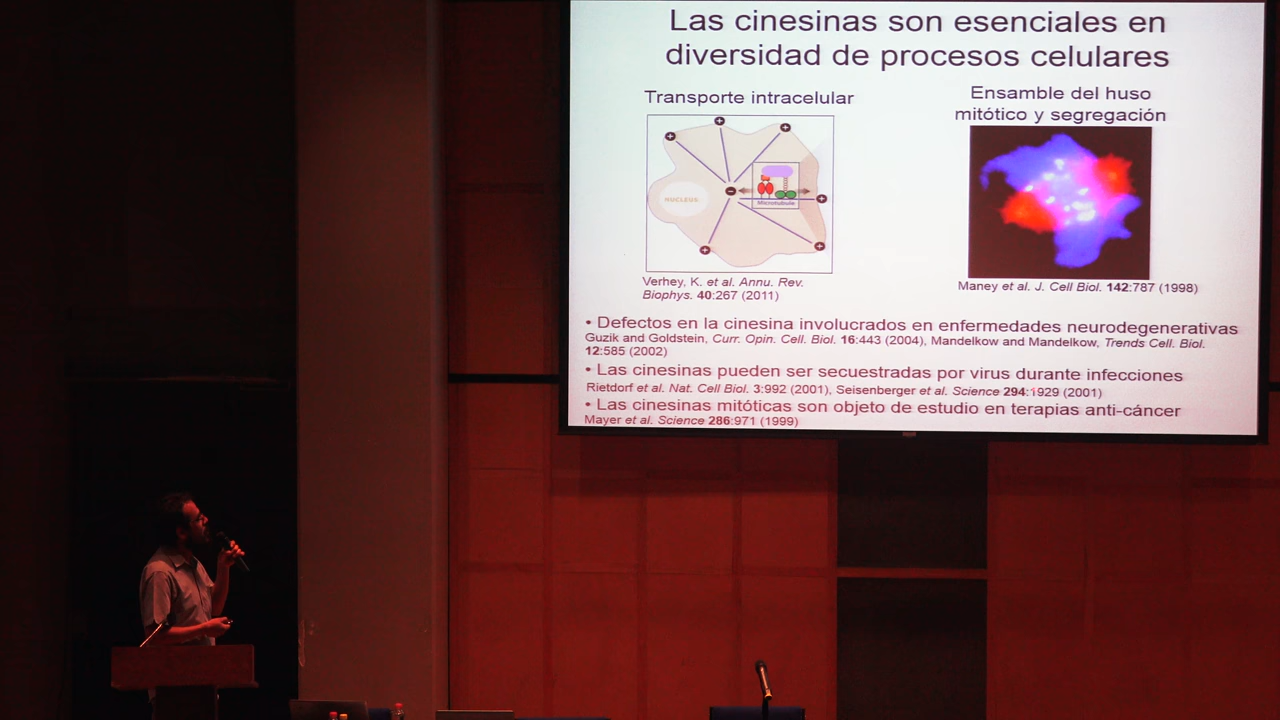 Las cinesinas son esenciales en
diversidad de procesos celulares
Transporte intracelular
Ensamble del huso
mitótico y segregación
NUCLEUS
Microtubule
Verhey, K. et al. Annu. Rev.
Biophys. 40:267 (2011)
Maney et al. J. Cell Biol. 142:787 (1998)
• Defectos en la cinesina involucrados en enfermedades neurodegenerativas
Guzik and Goldstein, Curr. Opin. Cell. Biol. 16:443 (2004), Mandelkow and Mandelkow, Trends Cell. Biol.
12:585 (2002)
• Las cinesinas pueden ser secuestradas por virus durante infecciones
Rietdorf et al. Nat. Cell Biol. 3:992 (2001), Seisenberger et al. Science 294:1929 (2001)
• Las cinesinas mitóticas son objeto de estudio en terapias anti-cáncer
Mayer et al. Science 286:971 (1999)